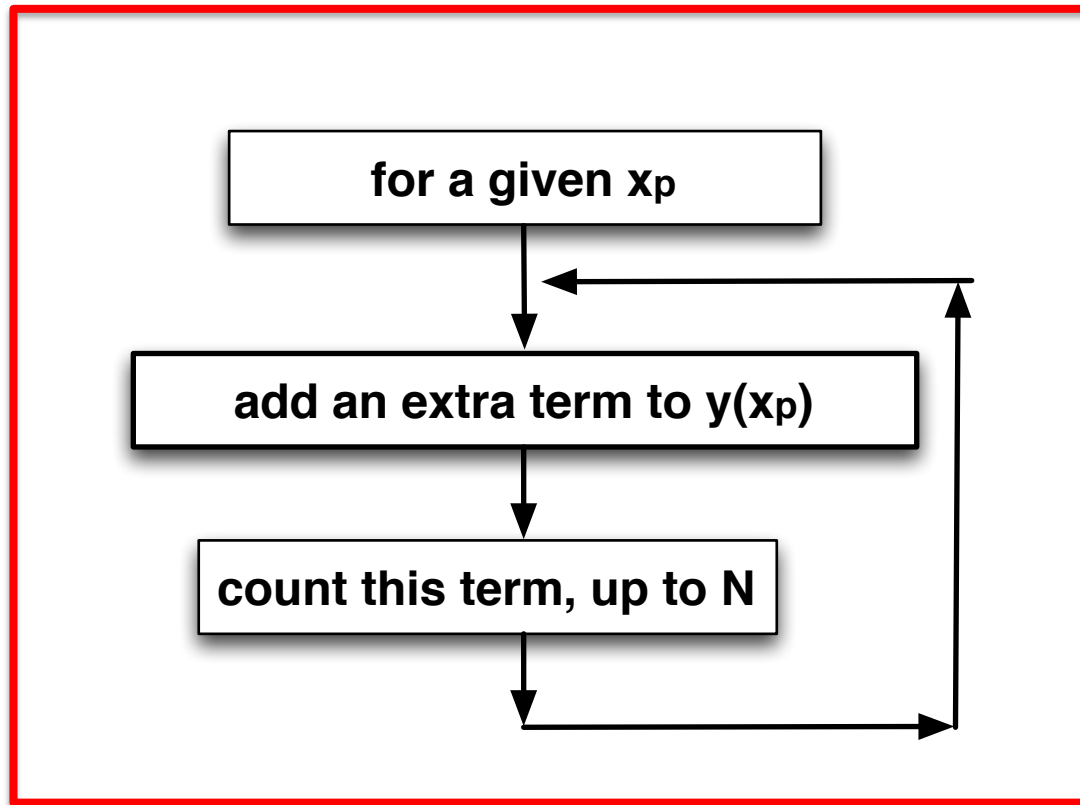 for a given xp
add an extra term to y(xp)
count this term, up to N